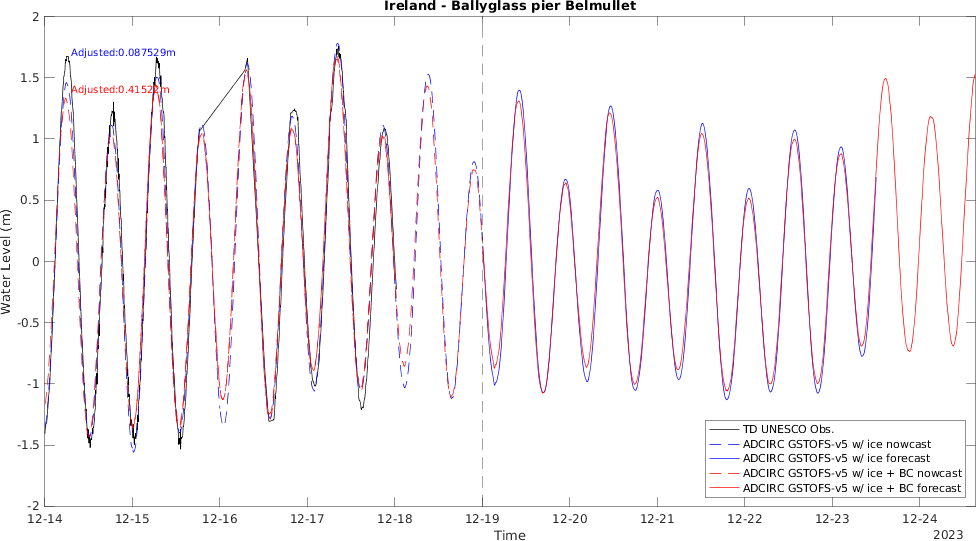 Ireland - Ballyglass pier Belmullet
Adjusted:0.087529m
Adjusted:0.41522m
Water Level (m)
2
1.5
1
0.5
0
-0.5
-1
-1.5
-2
12-14 12-15 12-16 12-17 12-18 12-19 12-20 12-21 12-22 12-23 12-24
Time
2023
TD UNESCO Obs.
ADCIRC GSTOFS-v5 w/ ice nowcast
ADCIRC GSTOFS-v5 w/ ice forecast
ADCIRC GSTOFS-v5 w/ ice + BC nowcast
ADCIRC GSTOFS-v5 w/ ice + BC forecast